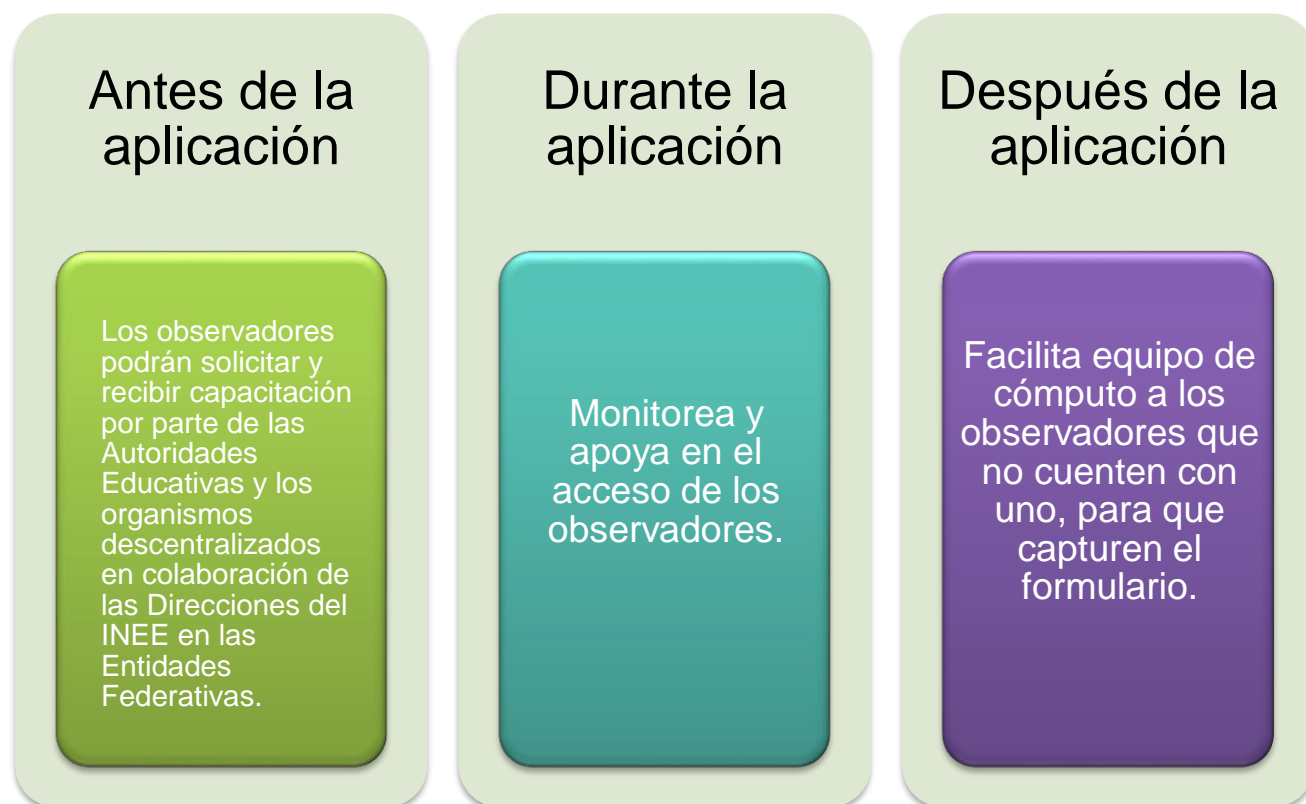 Antes de la
aplicación
Los observadores
podrán solicitar y
recibir capacitación
por parte de las
Autoridades
Educativas y los
organismos
descentralizados
en colaboración de
las Direcciones del
INEE en las
Entidades
Federativas.
Durante la
aplicación
Monitorea y
apoya en el
acceso de los
observadores.
Después de la
aplicación
Facilita equipo de
cómputo a los
observadores que
no cuenten con
uno, para que
capturen el
formulario.